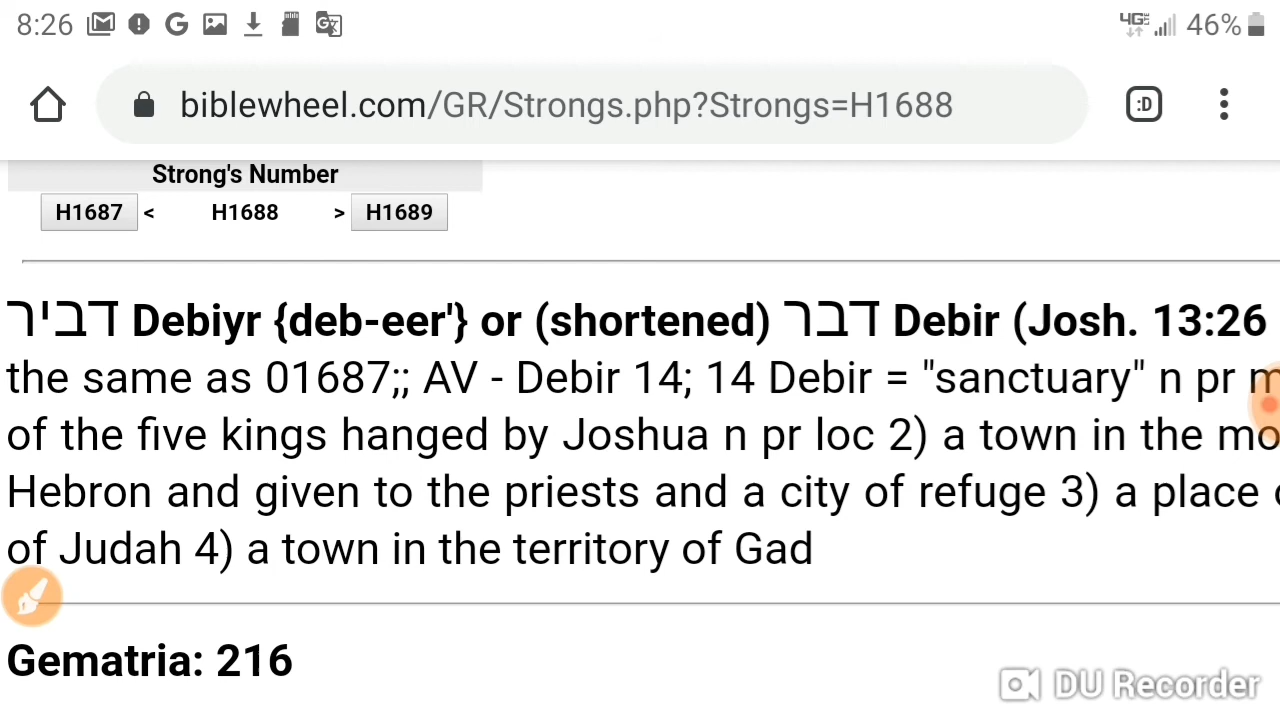 8:26 46%
biblewheel.com/GR/Strongs.php?Strongs=H1688 :D
Strong's Number
H1687 < H1688 > H1689
דביר Debiyr {deb-eer'} or (shortened) דבר Debir (Josh. 13:26
the same as 01687;; AV - Debir 14; 14 Debir = "sanctuary" n pr m
of the five kings hanged by Joshua n pr loc 2) a town in the mo
Hebron and given to the priests and a city of refuge 3) a place
of Judah 4) a town in the territory of Gad
Gematria: 216
DU Recorder